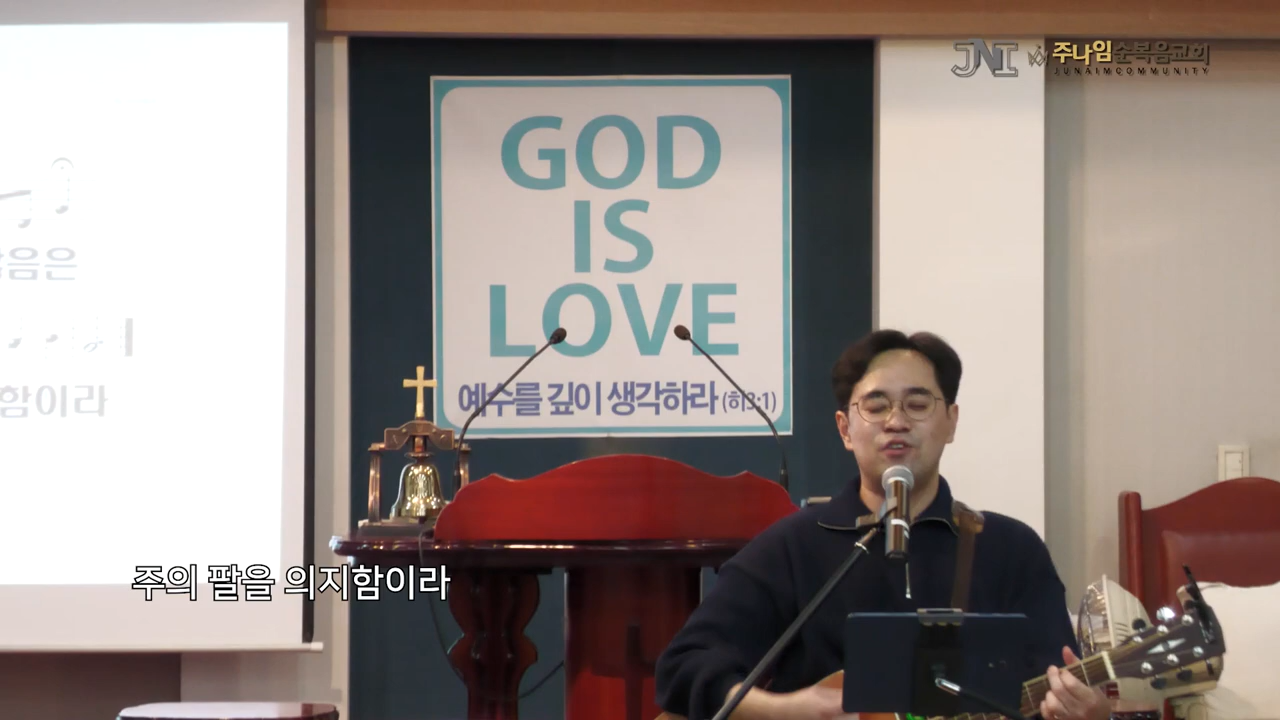 JNI 주나임순복음교회
JUNAIMCOMMUNITY
GOD
IS
LOVE
예수를 깊이 생각하라 (히3:1)
음은
함이라
주의 팔을 의지함이라